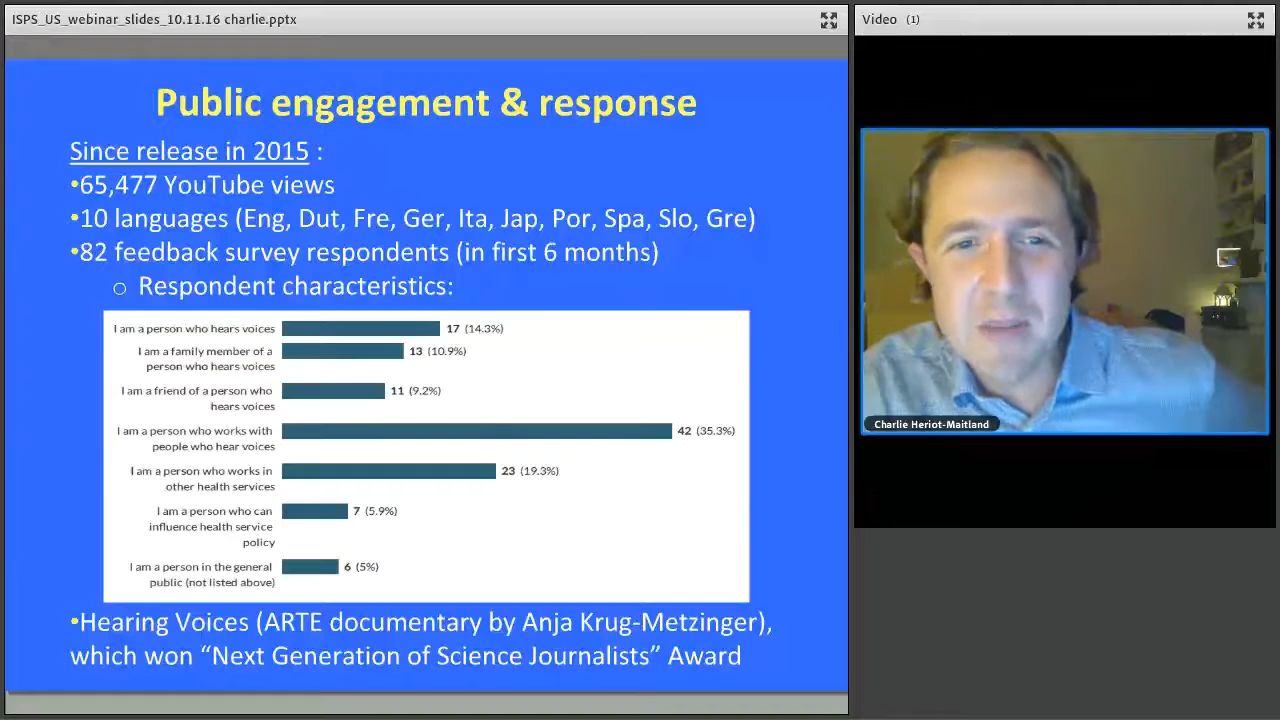 ISPS_US_webinar_slides_10.11.16 charlie.pptx
Video (1)
Public engagement & response
Since release in 2015 :
•65,477 YouTube views
•10 languages (Eng, Dut, Fre, Ger, Ita, Jap, Por, Spa, Slo, Gre)
•82 feedback survey respondents (in first 6 months)
o Respondent characteristics:
I am a person who hears voices 17 (14.3%)
I am a family member of a
person who hears voices
13 (10.9%)
I am a friend of a person who
hears voices
11 (9.2%)
I am a person who works with
people who hear voices
42 (35.3%)
I am a person who works in
other health services
23 (19.3%)
I am a person who can
influence health service
policy
7 (5.9%)
I am a person in the general
public (not listed above)
6 (5%)
•Hearing Voices (ARTE documentary by Anja Krug-Metzinger),
which won “Next Generation of Science Journalists” Award
Charlie Heriot-Maitland